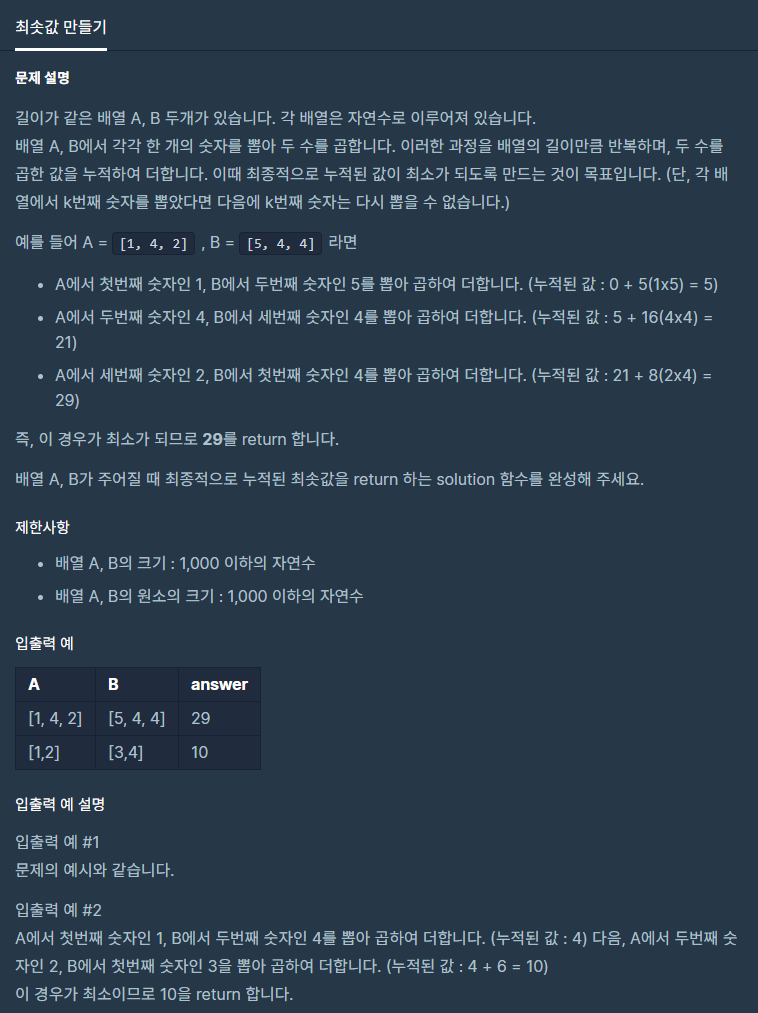 최솟값 만들기
문제 설명
길이가 같은 배열 A, B 두개가 있습니다. 각 배열은 자연수로 이루어져 있습니다.
배열 A, B에서 각각 한 개의 숫자를 뽑아 두 수를 곱합니다. 이러한 과정을 배열의 길이만큼 반복하며, 두 수를
곱한 값을 누적하여 더합니다. 이때 최종적으로 누적된 값이 최소가 되도록 만드는 것이 목표입니다. (단, 각 배
열에서 k번째 숫자를 뽑았다면 다음에 k번째 숫자는 다시 뽑을 수 없습니다.)
예를 들어 A = [1, 4, 2] , B = [5, 4, 4] 라면
• A에서 첫번째 숫자인 1, B에서 두번째 숫자인 5를 뽑아 곱하여 더합니다. (누적된 값 : 0 + 5(1x5) = 5)
• A에서 두번째 숫자인 4, B에서 세번째 숫자인 4를 뽑아 곱하여 더합니다. (누적된 값 : 5 + 16(4x4) =
21)
• A에서 세번째 숫자인 2, B에서 첫번째 숫자인 4를 뽑아 곱하여 더합니다. (누적된 값 : 21 + 8(2x4) =
29)
즉, 이 경우가 최소가 되므로 29를 return 합니다.
배열 A, B가 주어질 때 최종적으로 누적된 최솟값을 return 하는 solution 함수를 완성해 주세요.
제한사항
• 배열 A, B의 크기 : 1,000 이하의 자연수
• 배열 A, B의 원소의 크기 : 1,000 이하의 자연수
입출력 예
A B answer
[1, 4, 2] [5, 4, 4] 29
[1,2] [3,4] 10
입출력 예 설명
입출력 예 #1
문제의 예시와 같습니다.
입출력 예 #2
A에서 첫번째 숫자인 1, B에서 두번째 숫자인 4를 뽑아 곱하여 더합니다. (누적된 값 : 4) 다음, A에서 두번째 숫
자인 2, B에서 첫번째 숫자인 3을 뽑아 곱하여 더합니다. (누적된 값 : 4 + 6 = 10)
이 경우가 최소이므로 10을 return 합니다.